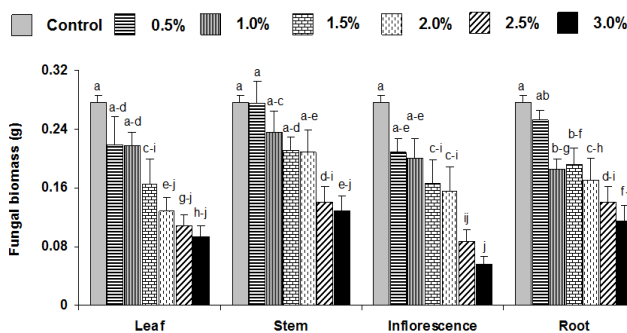 Control 0.5% 1.0% 1.5% 2.0% 2.5% 3.0%
Fungal biomass (g)
0.32
0.24
0.16
0.08
0
a a-d a-d c-i e-j g-j h-j
a a a-c a-d a-e d-i e-j
a a-e a-e c-i c-i ij j
a ab b-g b-f c-h d-i f-
Leaf Stem Inflorescence Root